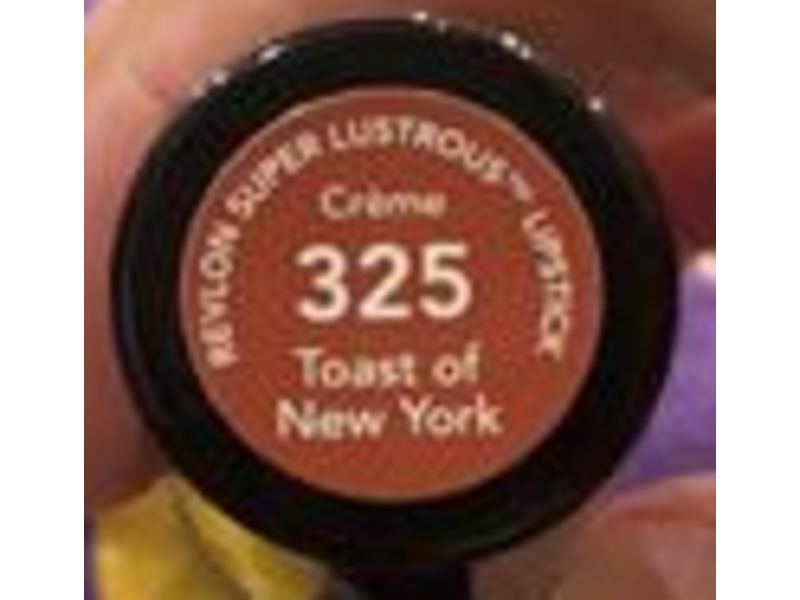 REVLON SUPER LUSTROUS™ LIPSTICK
Crème
325
Toast of
New York